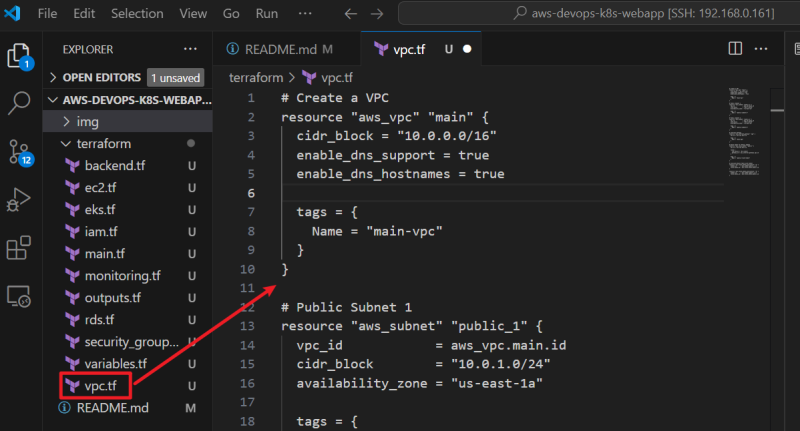 File Edit Selection View Go Run ... aws-devops-k8s-webapp [SSH: 192.168.0.161]
EXPLORER ...
1
OPEN EDITORS 1 unsaved
AWS-DEVOPS-K8S-WEBAP...
img
terraform
backend.tf U
12
ec2.tf U
eks.tf U
iam.tf U
main.tf U
monitoring.tf U
outputs.tf U
rds.tf U
security_group... U
variables.tf U
vpc.tf U
README.md M
README.md M vpc.tf U ...
terraform > vpc.tf
1 # Create a VPC
2 resource "aws_vpc" "main" {
3 cidr_block = "10.0.0.0/16"
4 enable_dns_support = true
5 enable_dns_hostnames = true
6
7 tags = {
8 Name = "main-vpc"
9 }
10 }
11
12 # Public Subnet 1
13 resource "aws_subnet" "public_1" {
14 vpc_id = aws_vpc.main.id
15 cidr_block = "10.0.1.0/24"
16 availability_zone = "us-east-1a"
17
18 tags = {